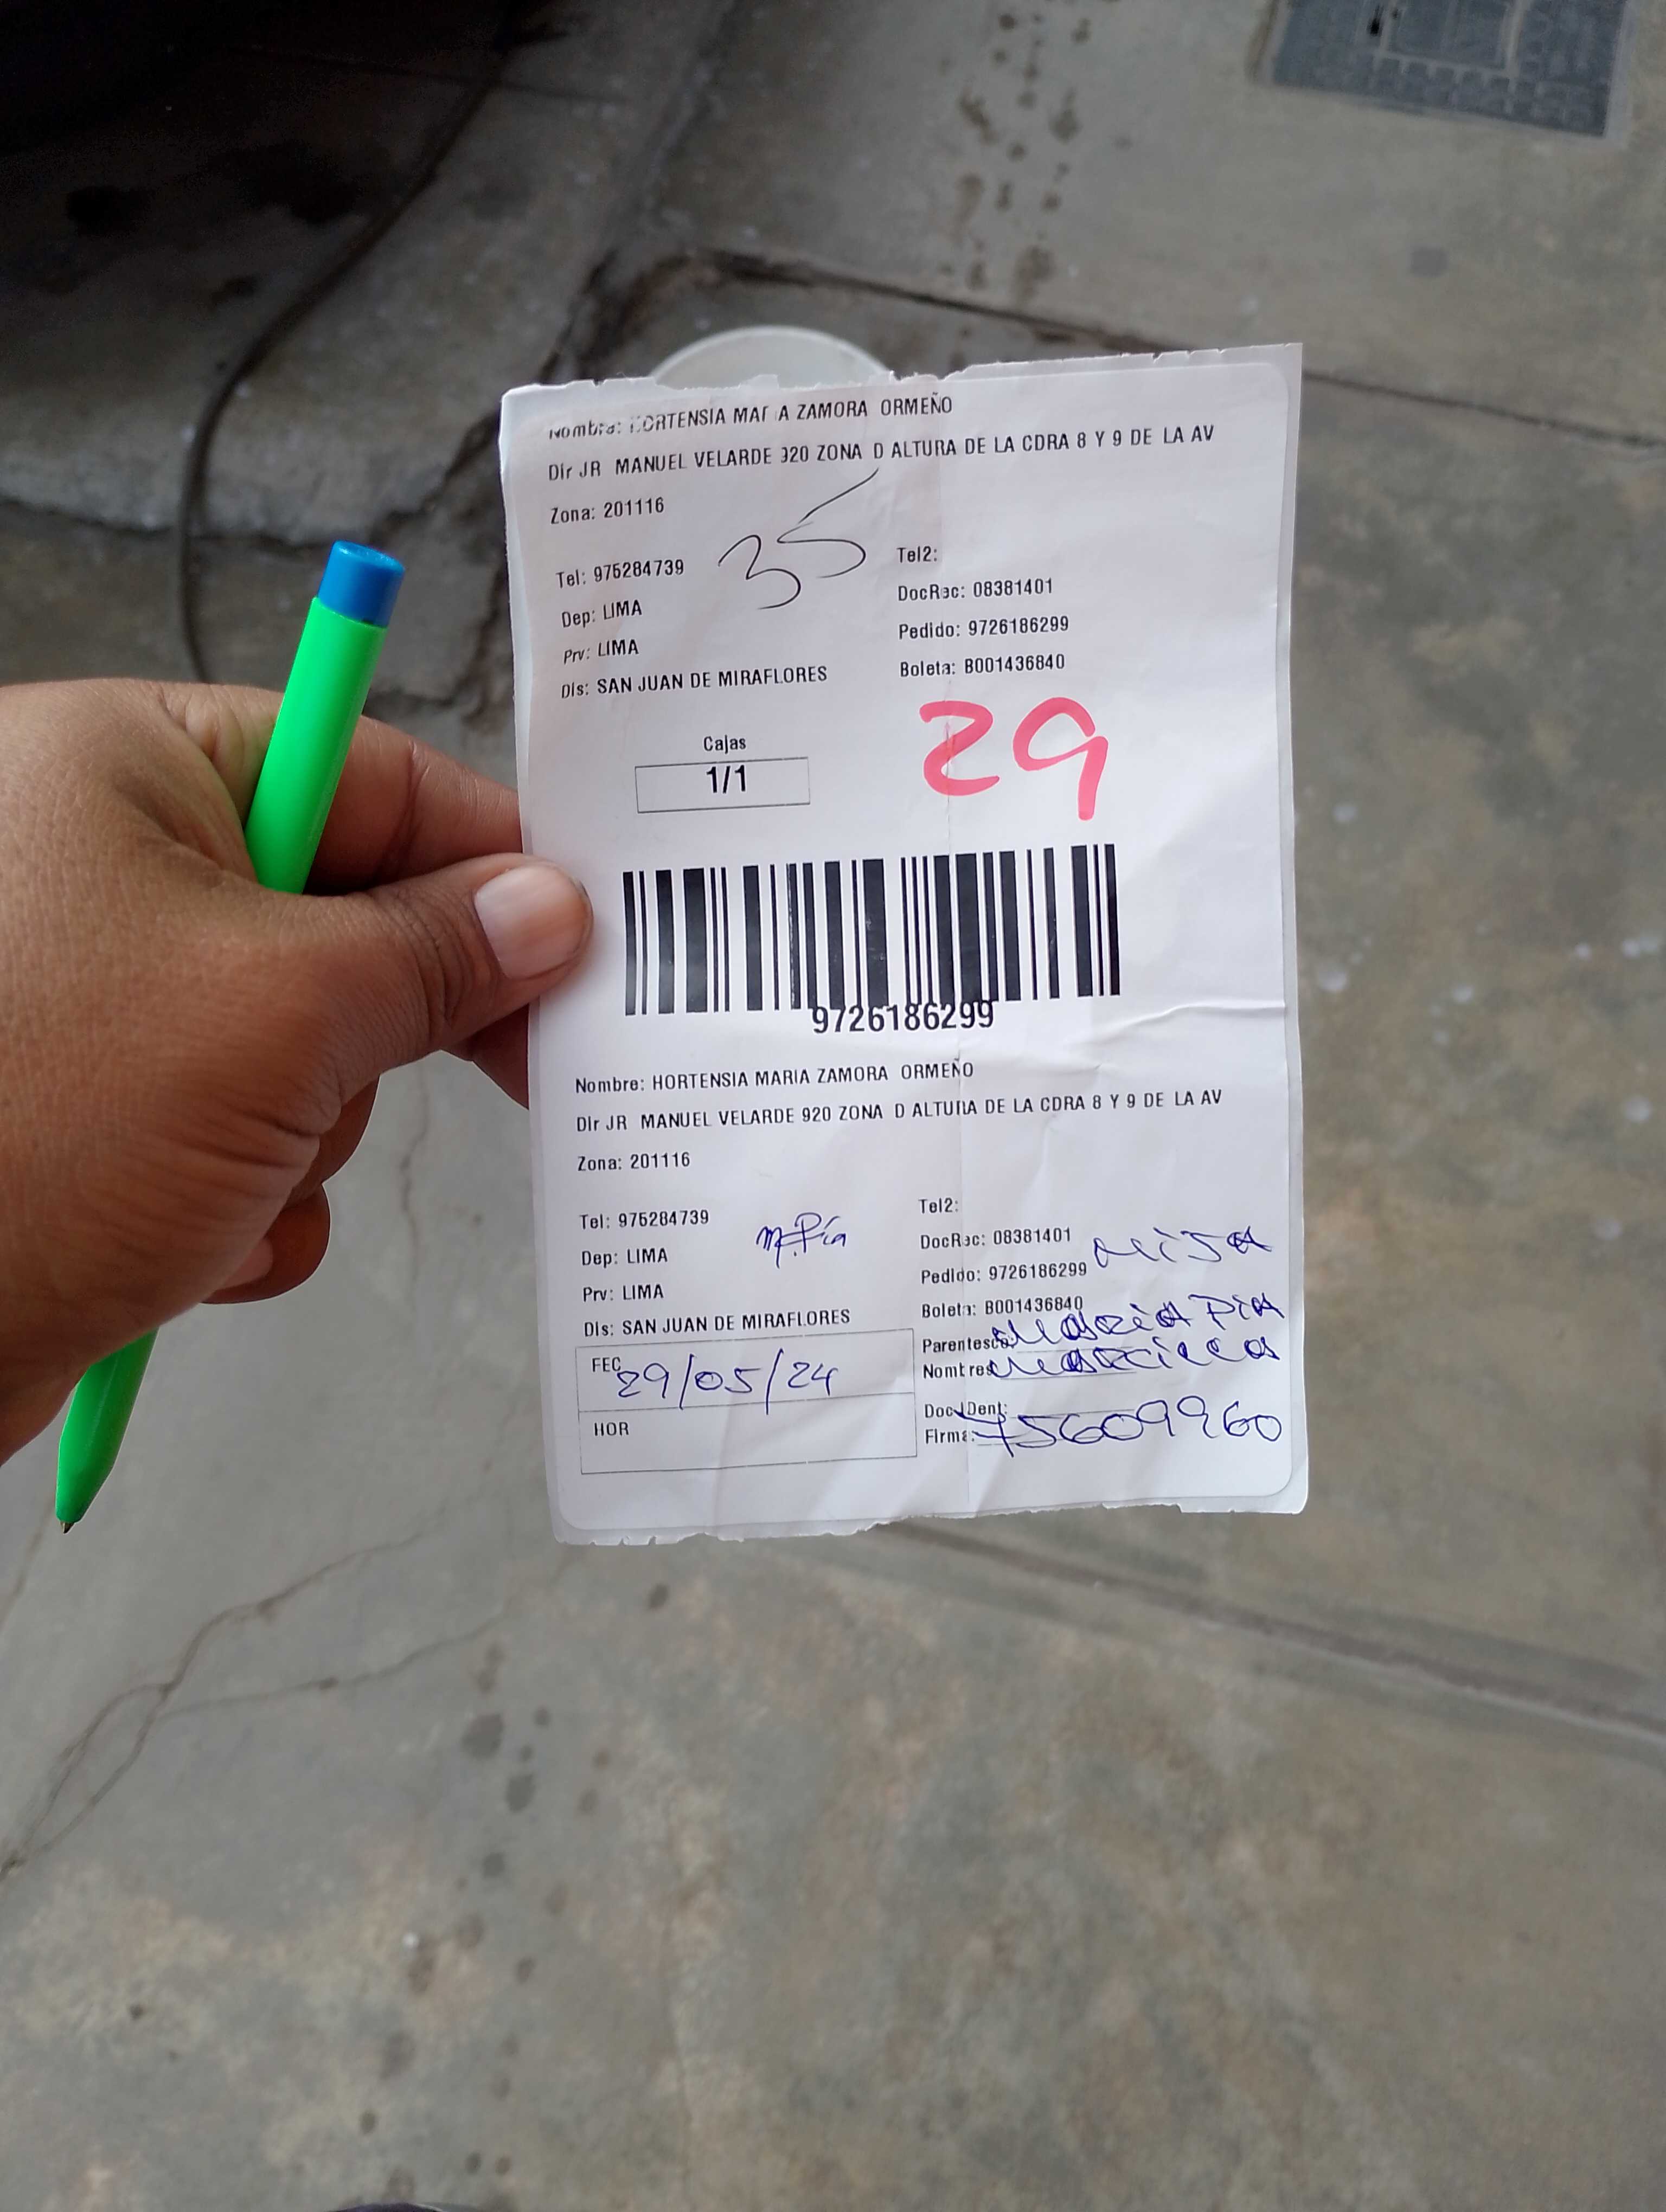 Nombre: HORTENSIA MARIA ZAMORA ORMEÑO
Dir JR MANUEL VELARDE 920 ZONA D ALTURA DE LA CDRA 8 Y 9 DE LA AV
Zona: 201116
35
Tel: 975284739
Tel2:
Dep: LIMA
DocRec: 08381401
Prv: LIMA
Pedido: 9726186299
Dis: SAN JUAN DE MIRAFLORES
Boleta: B001436840
Cajas
1/1
29
9726186299
Nombre: HORTENSIA MARIA ZAMORA ORMEÑO
Dir JR MANUEL VELARDE 920 ZONA D ALTURA DE LA CDRA 8 Y 9 DE LA AV
Zona: 201116
Tel: 975284739
M. Pía
Tel2:
Dep: LIMA
DocRec: 08381401
Prv: LIMA
Pedido: 9726186299
Dis: SAN JUAN DE MIRAFLORES
Boleta: B001436840
Parentesco: María Pia
Nombres
FEC 29/05/24
HOR
Doc.IDent:
Firma: 75609960